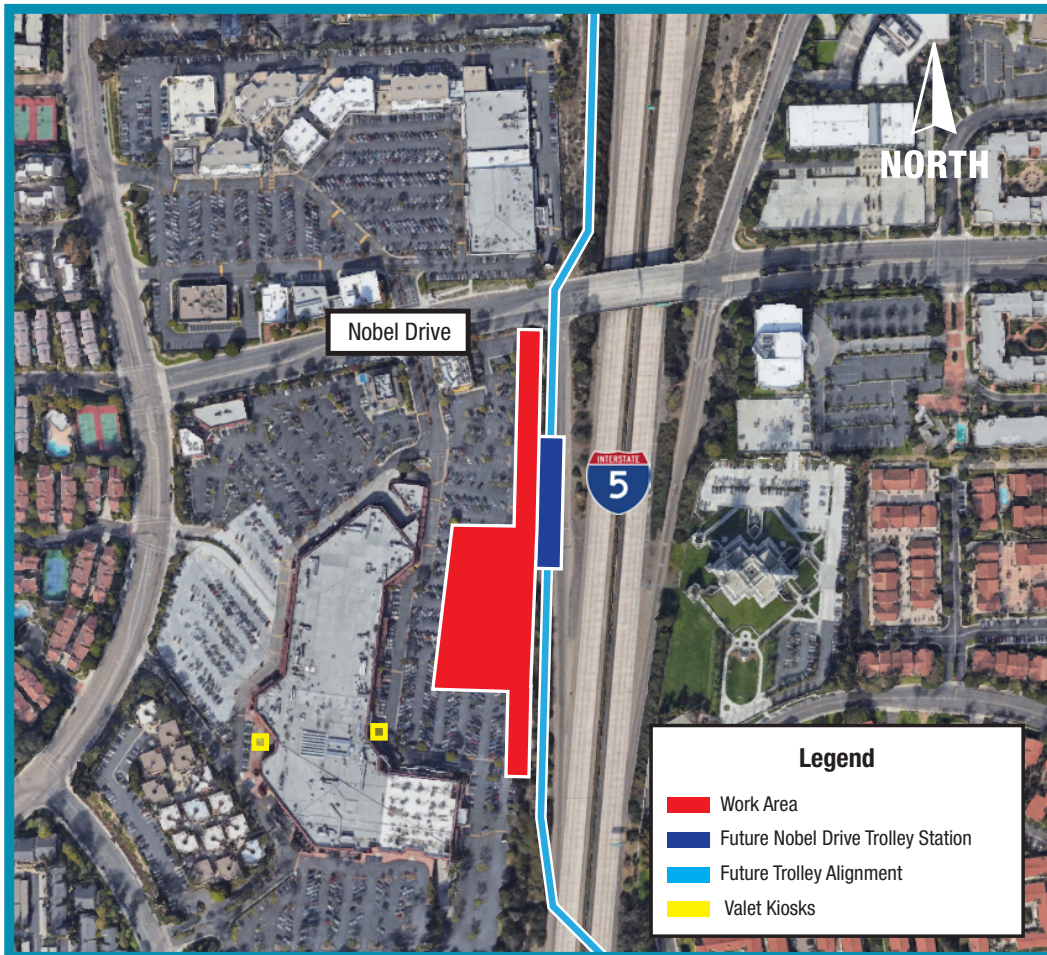 NORTH
Nobel Drive
INTERSTATE
5
Legend
Work Area
Future Nobel Drive Trolley Station
Future Trolley Alignment
Valet Kiosks